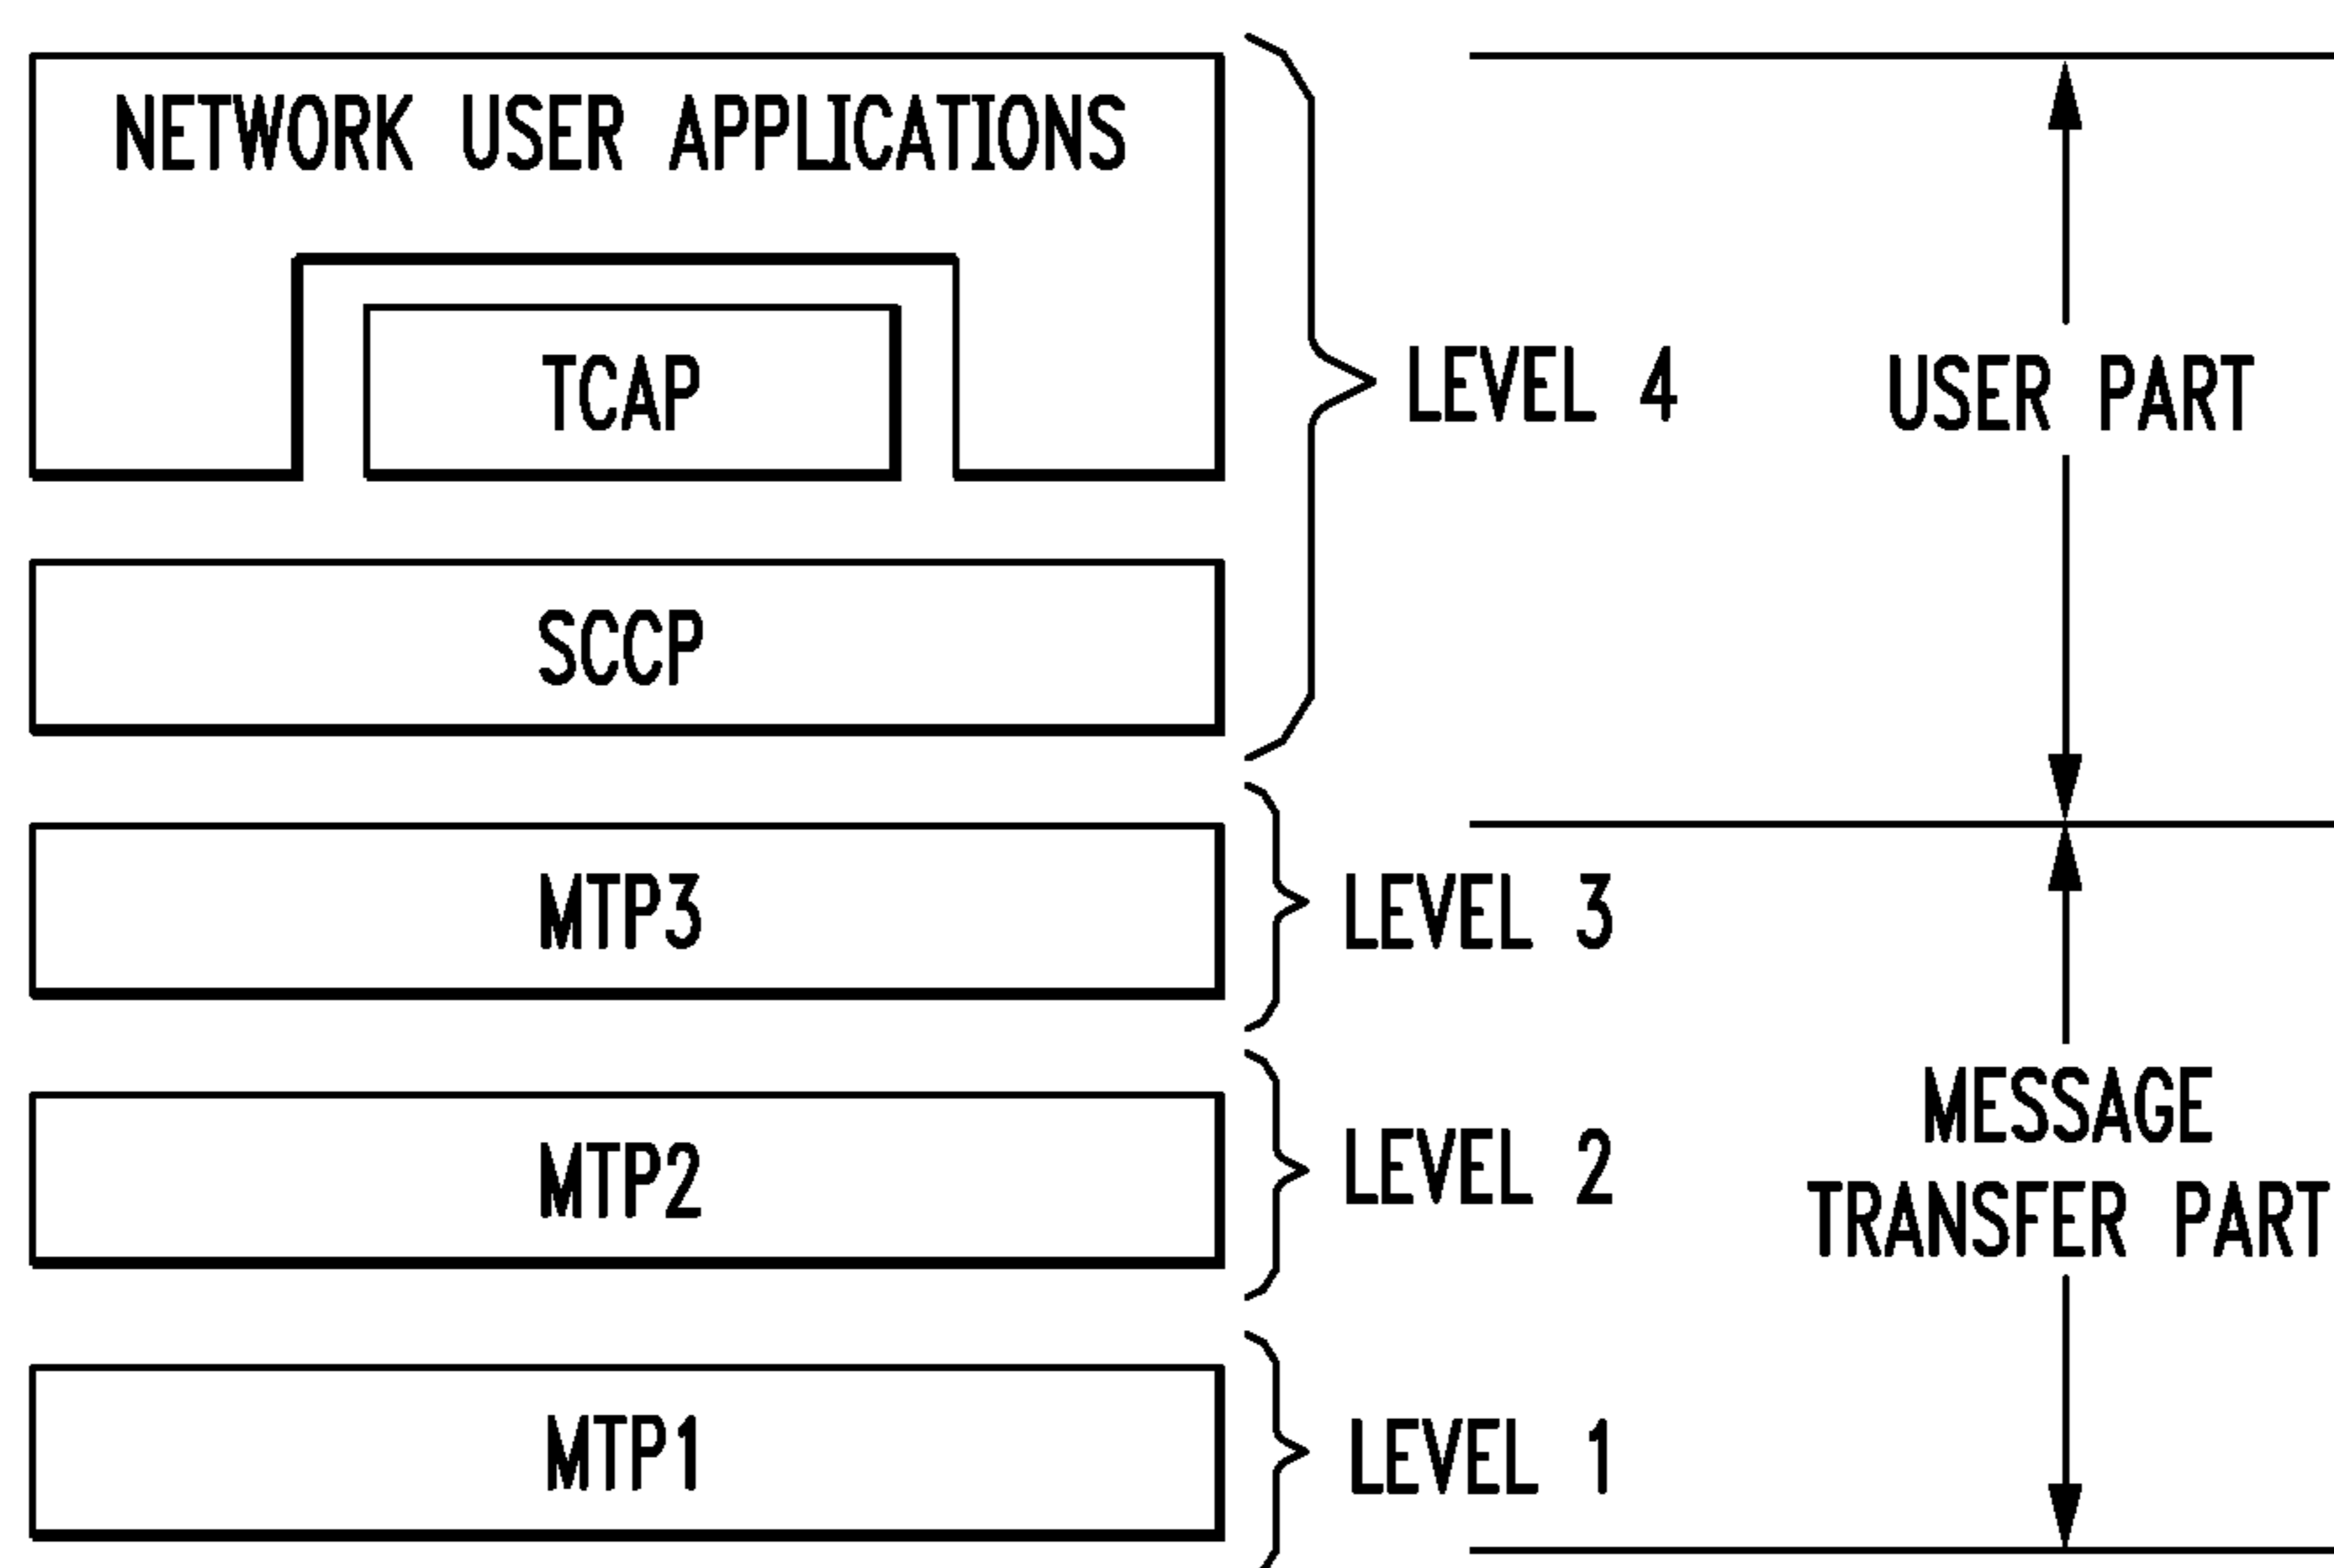 NETWORK USER APPLICATIONS
TCAP
LEVEL 4
USER PART
SCCP
MTP3
LEVEL 3
MTP2
LEVEL 2
MESSAGE
TRANSFER PART
MTP1
LEVEL 1